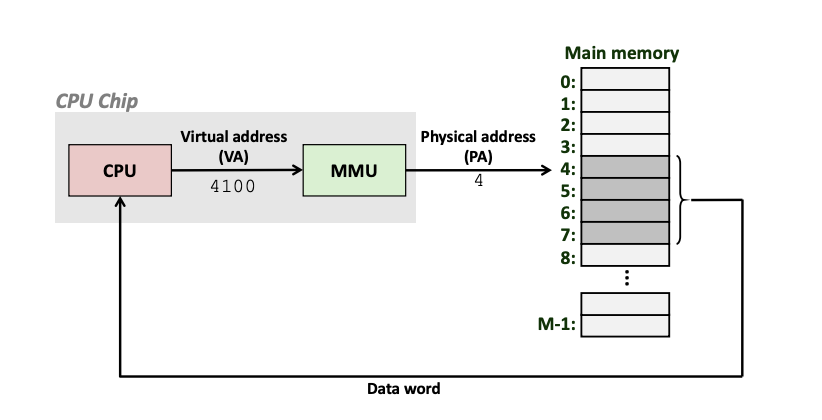 Main memory
CPU Chip
0:
1:
2:
3:
4:
5:
6:
7:
8:
M-1:
Virtual address
(VA)
4100
CPU
MMU
Physical address
(PA)
4
Data word